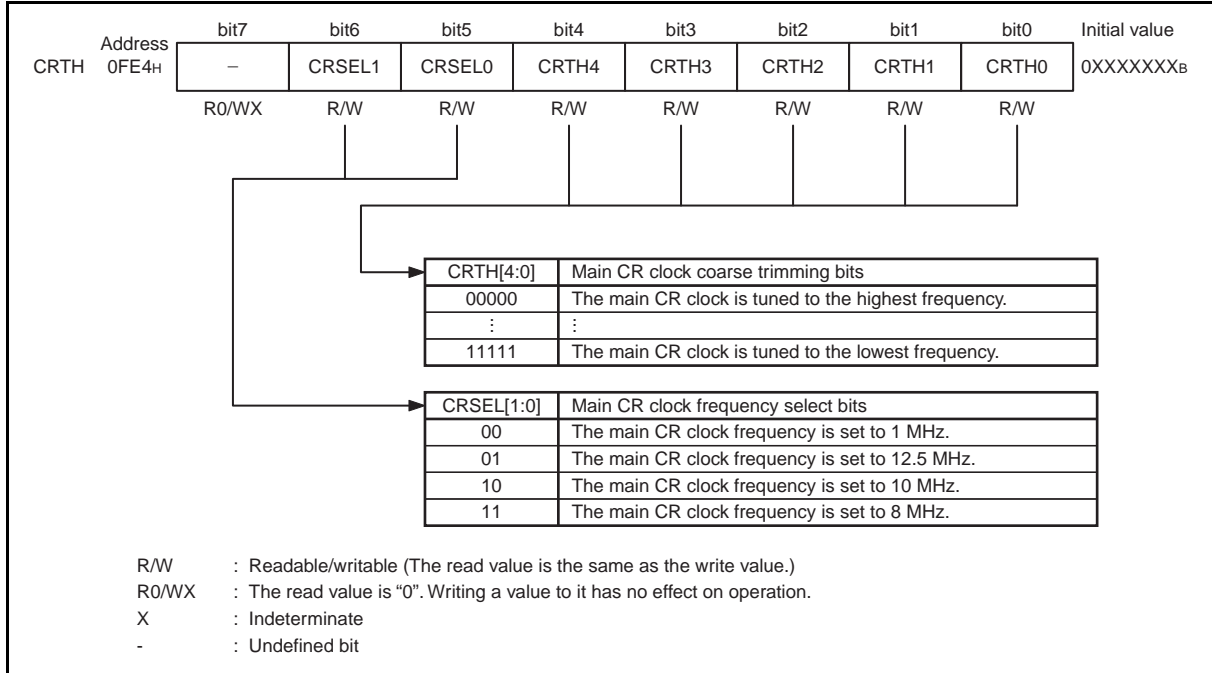 Address bit7 bit6 bit5 bit4 bit3 bit2 bit1 bit0 Initial value
CRTH 0FE4H – CRSEL1 CRSEL0 CRTH4 CRTH3 CRTH2 CRTH1 CRTH0 0XXXXXXXB
R0/WX R/W R/W R/W R/W R/W R/W R/W
CRTH[4:0] Main CR clock coarse trimming bits
00000 The main CR clock is tuned to the highest frequency.
⋮ ⋮
11111 The main CR clock is tuned to the lowest frequency.
CRSEL[1:0] Main CR clock frequency select bits
00 The main CR clock frequency is set to 1 MHz.
01 The main CR clock frequency is set to 12.5 MHz.
10 The main CR clock frequency is set to 10 MHz.
11 The main CR clock frequency is set to 8 MHz.
R/W : Readable/writable (The read value is the same as the write value.)
R0/WX : The read value is “0”. Writing a value to it has no effect on operation.
X : Indeterminate
- : Undefined bit